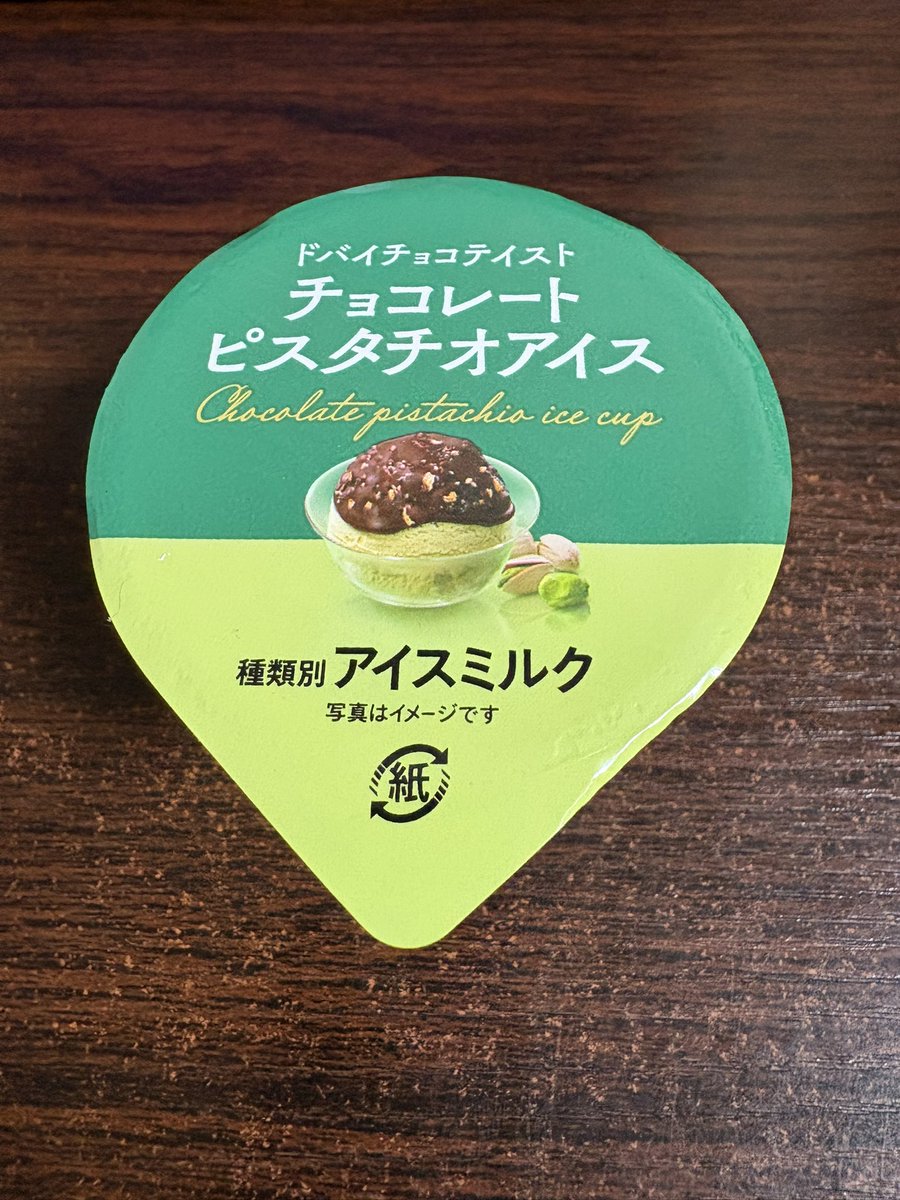 ドバイチョコテイスト
チョコレート
ピスタチオアイス
Chocolate pistachio ice cup
種類別 アイスミルク
写真はイメージです
紙